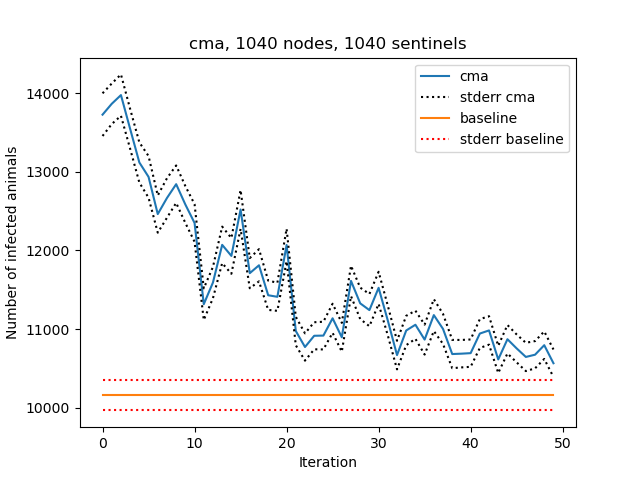 cma, 1040 nodes, 1040 sentinels
cma
stderr cma
baseline
stderr baseline
Number of infected animals
14000
13000
12000
11000
10000
0 10 20 30 40 50
Iteration